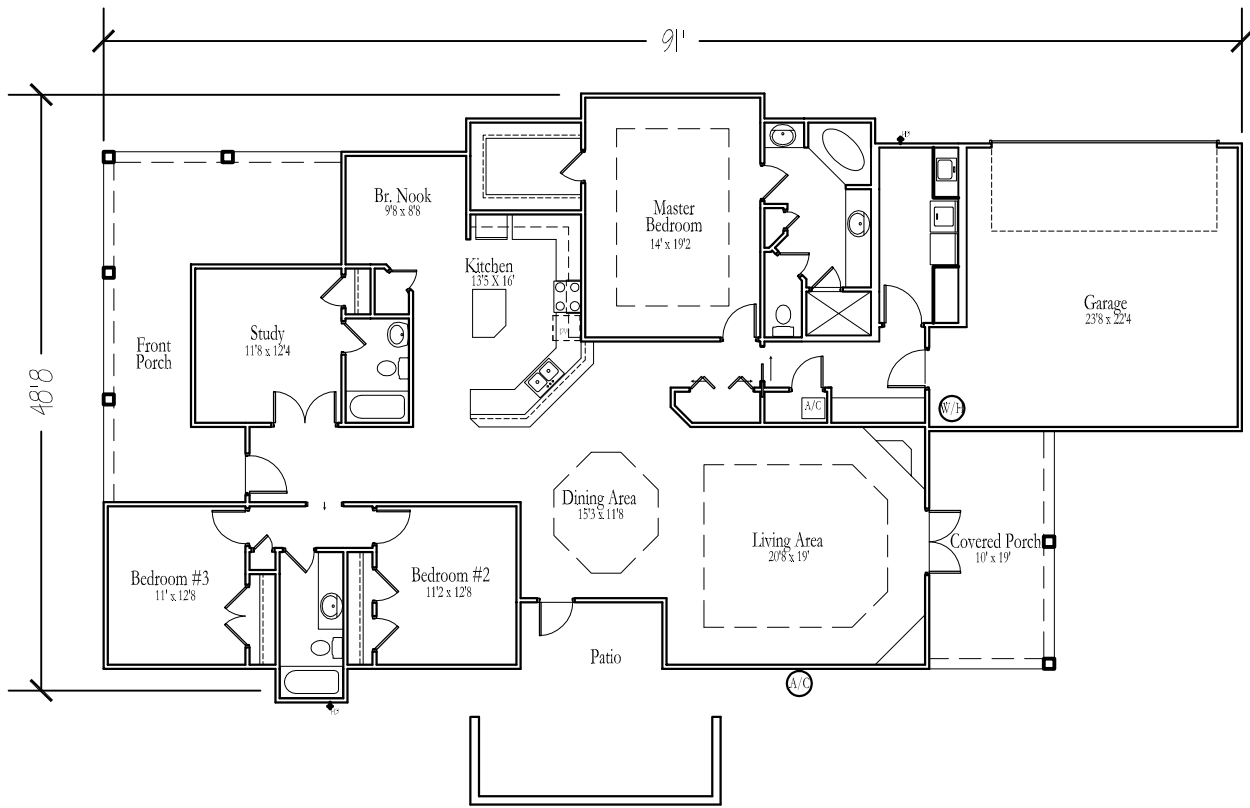 91'
48'8
Br. Nook
9'8 x 8'8
Master
Bedroom
14' x 19'2
Kitchen
13'5 X 16'
Garage
23'8 x 22'4
Study
11'8 x 12'4
Front
Porch
A/C
W/H
Dining Area
15'3 x 11'8
Living Area
20'8 x 19'
Covered Porch
10' x 19'
Bedroom #3
11' x 12'8
Bedroom #2
11'2 x 12'8
Patio
A/C